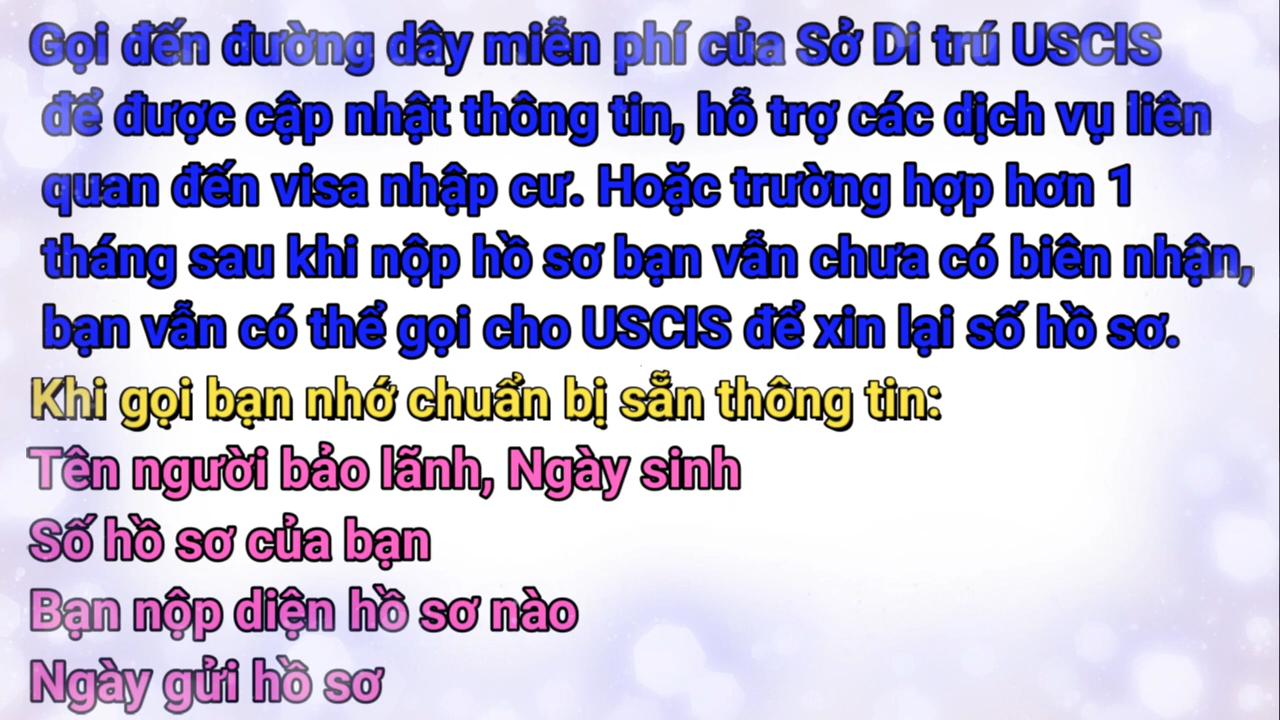 Gọi đến đường dây miễn phí của Sở Di trú USCIS
để được cập nhật thông tin, hỗ trợ các dịch vụ liên
quan đến visa nhập cư. Hoặc trường hợp hơn 1
tháng sau khi nộp hồ sơ bạn vẫn chưa có biên nhận,
bạn vẫn có thể gọi cho USCIS để xin lại số hồ sơ.
Khi gọi bạn nhớ chuẩn bị sẵn thông tin:
Tên người bảo lãnh, Ngày sinh
Số hồ sơ của bạn
Bạn nộp diện hồ sơ nào
Ngày gửi hồ sơ